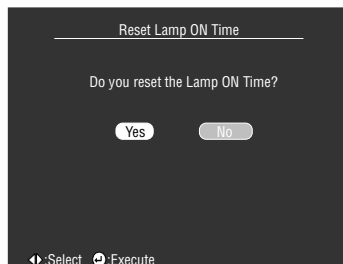 Reset Lamp ON Time
Do you reset the Lamp ON Time?
Yes No
:Select :Execute